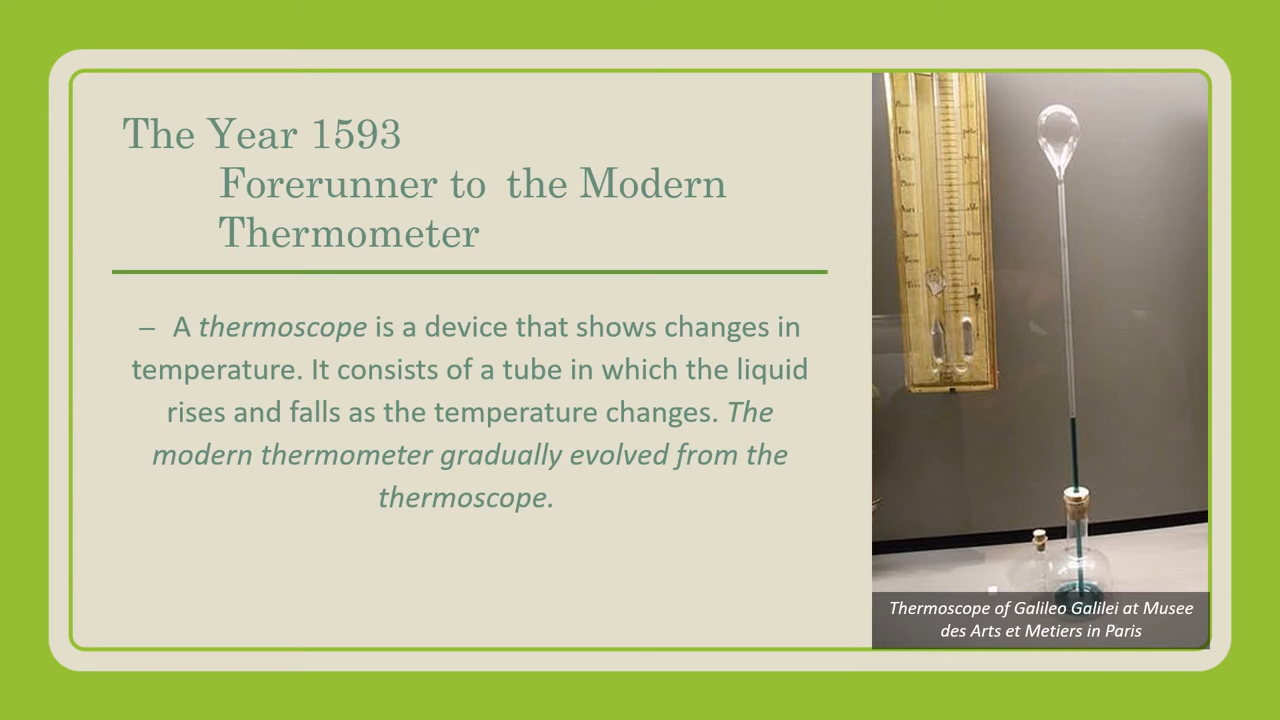 The Year 1593
Forerunner to the Modern
Thermometer
– A thermoscope is a device that shows changes in
temperature. It consists of a tube in which the liquid
rises and falls as the temperature changes. The
modern thermometer gradually evolved from the
thermoscope.
Thermoscope of Galileo Galilei at Musee
des Arts et Metiers in Paris